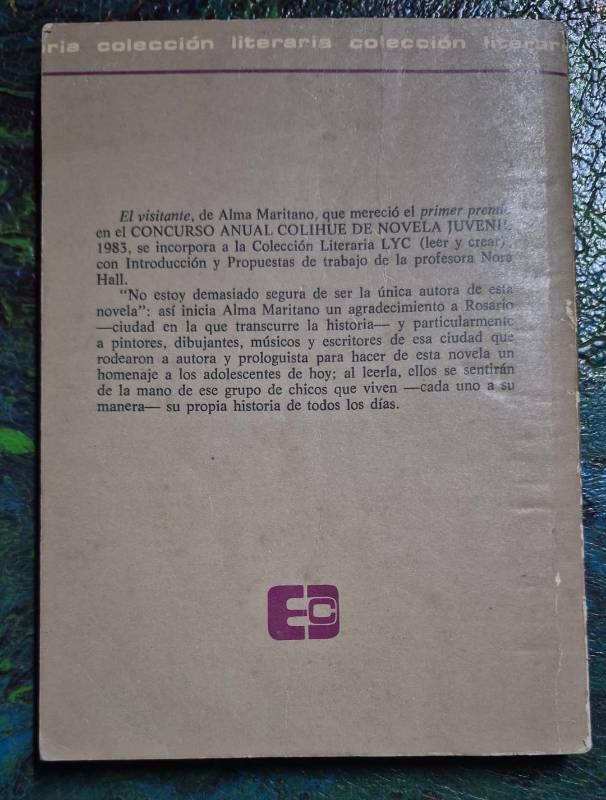 ria colección literaria colección literari
El visitante, de Alma Maritano, que mereció el primer premio
en el CONCURSO ANUAL COLIHUE DE NOVELA JUVENIL
1983, se incorpora a la Colección Literaria LYC (leer y crear),
con Introducción y Propuestas de trabajo de la profesora Nora
Hall.
“No estoy demasiado segura de ser la única autora de esta
novela”: así inicia Alma Maritano un agradecimiento a Rosario
—ciudad en la que transcurre la historia— y particularmente
a pintores, dibujantes, músicos y escritores de esa ciudad que
rodearon a autora y prologuista para hacer de esta novela un
homenaje a los adolescentes de hoy; al leerla, ellos se sentirán
de la mano de ese grupo de chicos que viven —cada uno a su
manera— su propia historia de todos los días.
EC